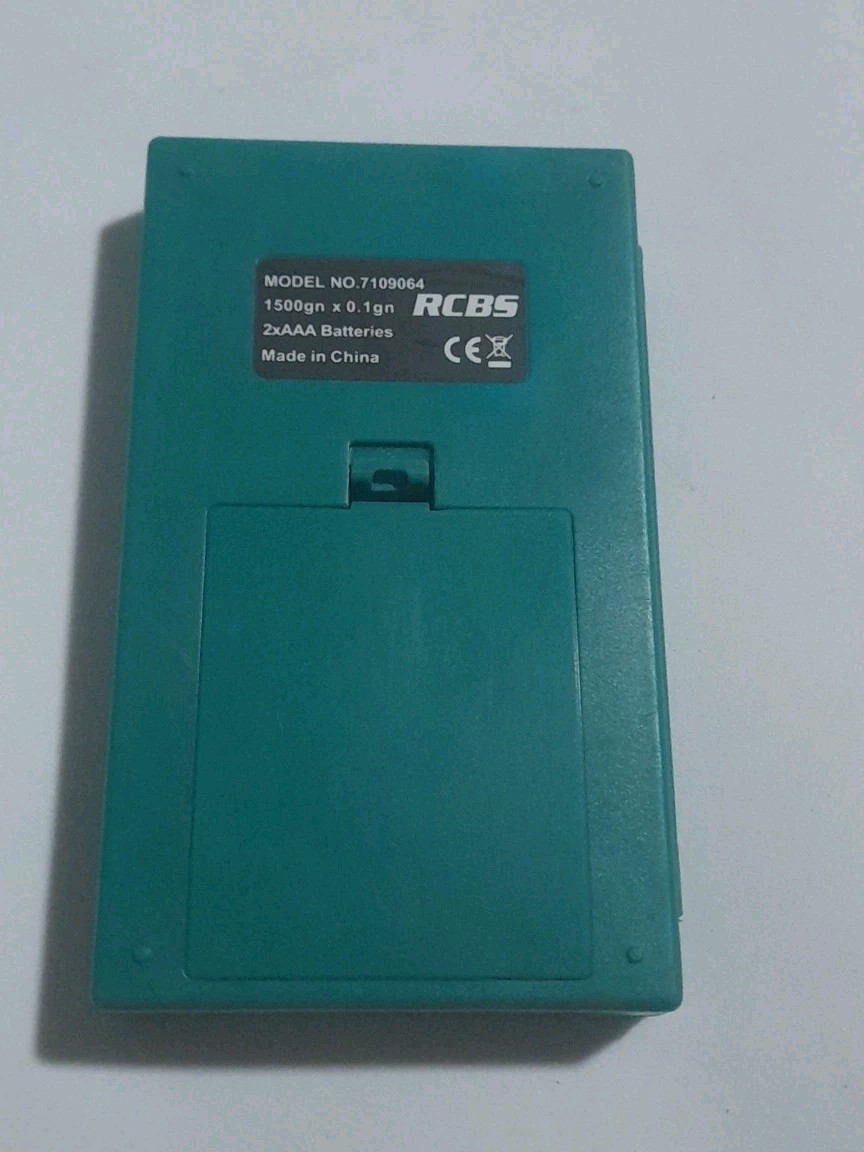 MODEL NO.7109064
1500gn x 0.1gn RCBS
2xAAA Batteries
Made in China CE